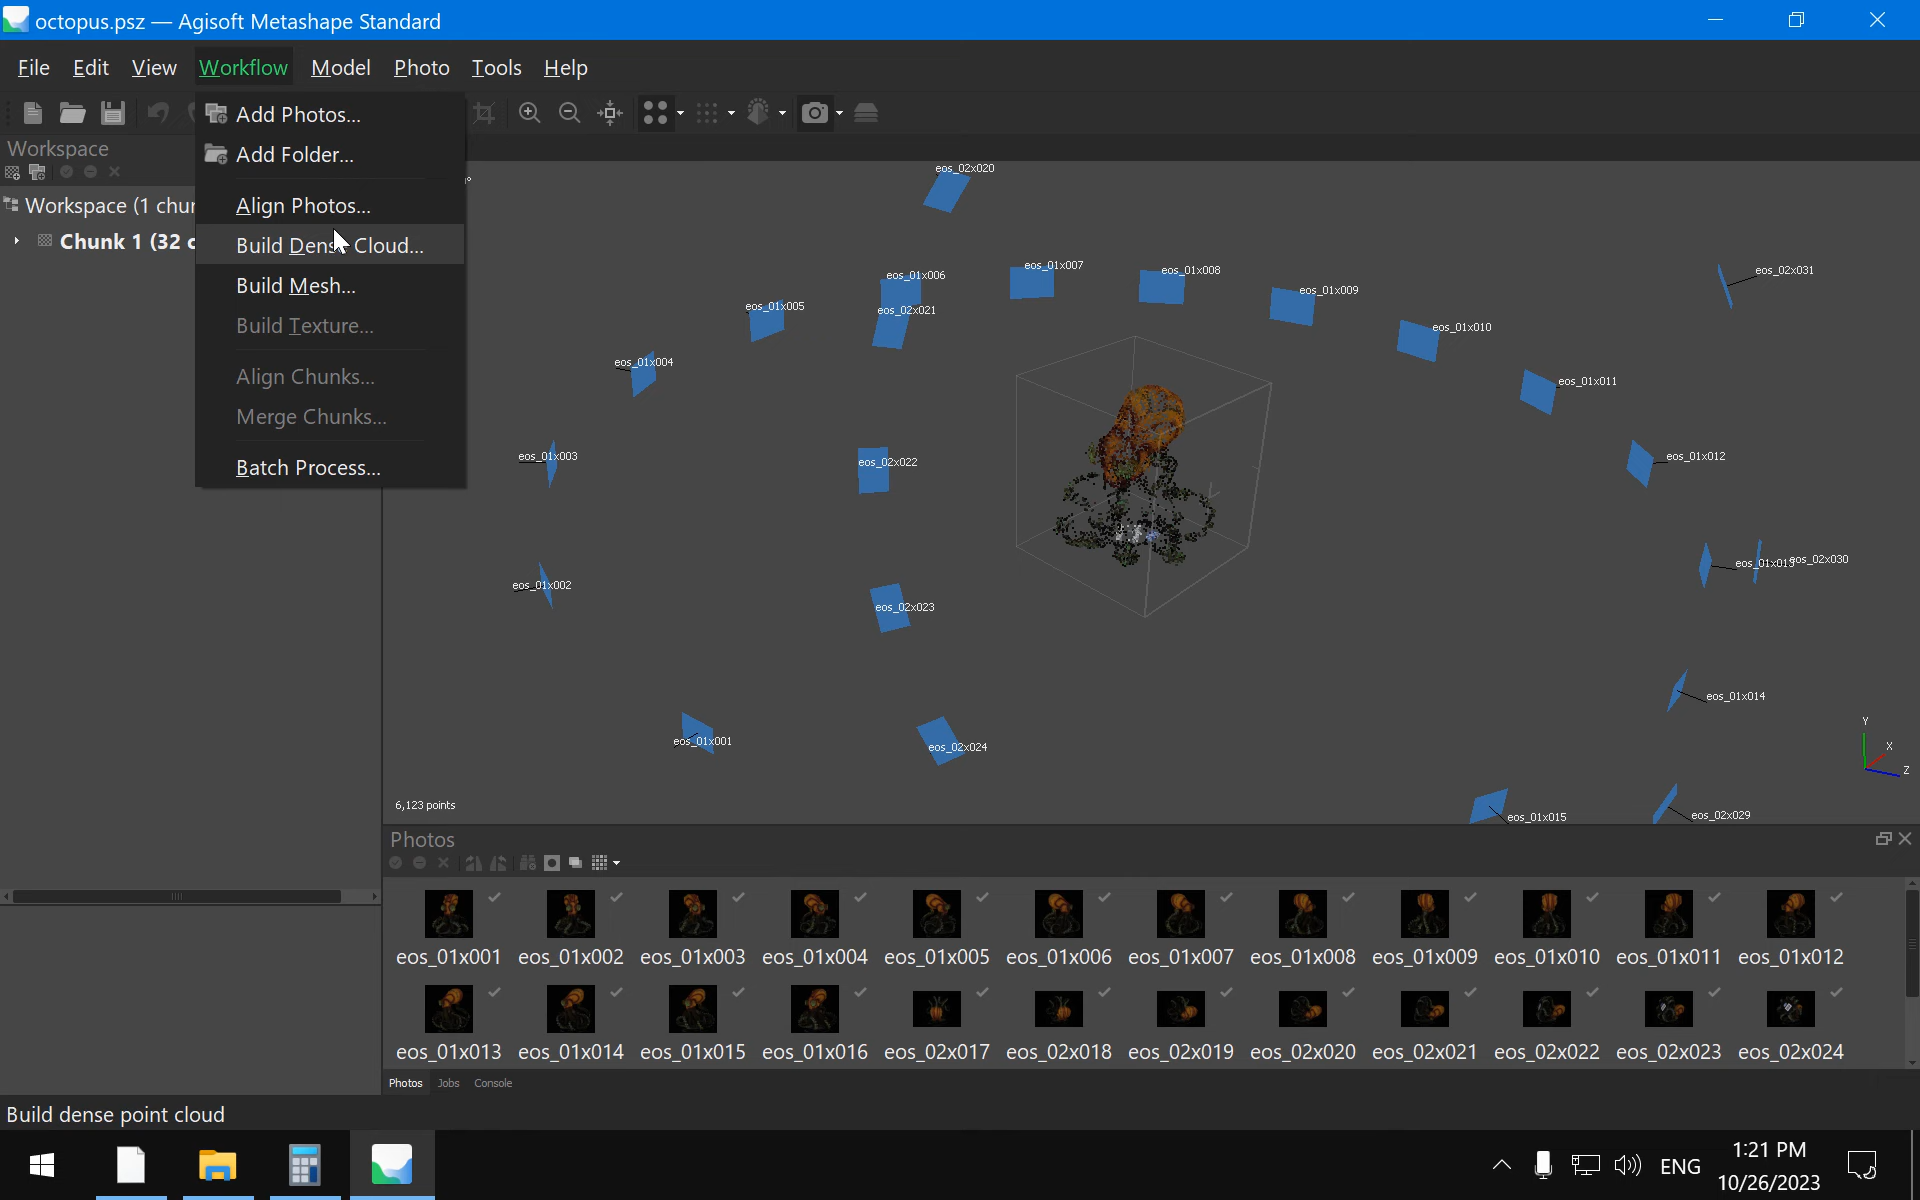 octopus.psz — Agisoft Metashape Standard
File Edit View Workflow Model Photo Tools Help
Workspace
Workspace (1 chun
Chunk 1 (32 c
Add Photos...
Add Folder...
Align Photos...
Build Dense Cloud...
Build Mesh...
Build Texture...
Align Chunks...
Merge Chunks...
Batch Process...
eos_02x020
eos_01x007
eos_01x006
eos_01x008
eos_02x031
eos_01x009
eos_01x005
eos_02x021
eos_01x010
eos_01x004
eos_01x011
eos_01x003
eos_02x022
eos_01x012
eos_01x013
eos_02x030
eos_01x002
eos_02x023
eos_01x014
Y
X
Z
eos_01x001
eos_02x024
6,123 points
eos_01x015
eos_02x029
Photos
eos_01x001 eos_01x002 eos_01x003 eos_01x004 eos_01x005 eos_01x006 eos_01x007 eos_01x008 eos_01x009 eos_01x010 eos_01x011 eos_01x012
eos_01x013 eos_01x014 eos_01x015 eos_01x016 eos_02x017 eos_02x018 eos_02x019 eos_02x020 eos_02x021 eos_02x022 eos_02x023 eos_02x024
Photos Jobs Console
Build dense point cloud
ENG
1:21 PM
10/26/2023